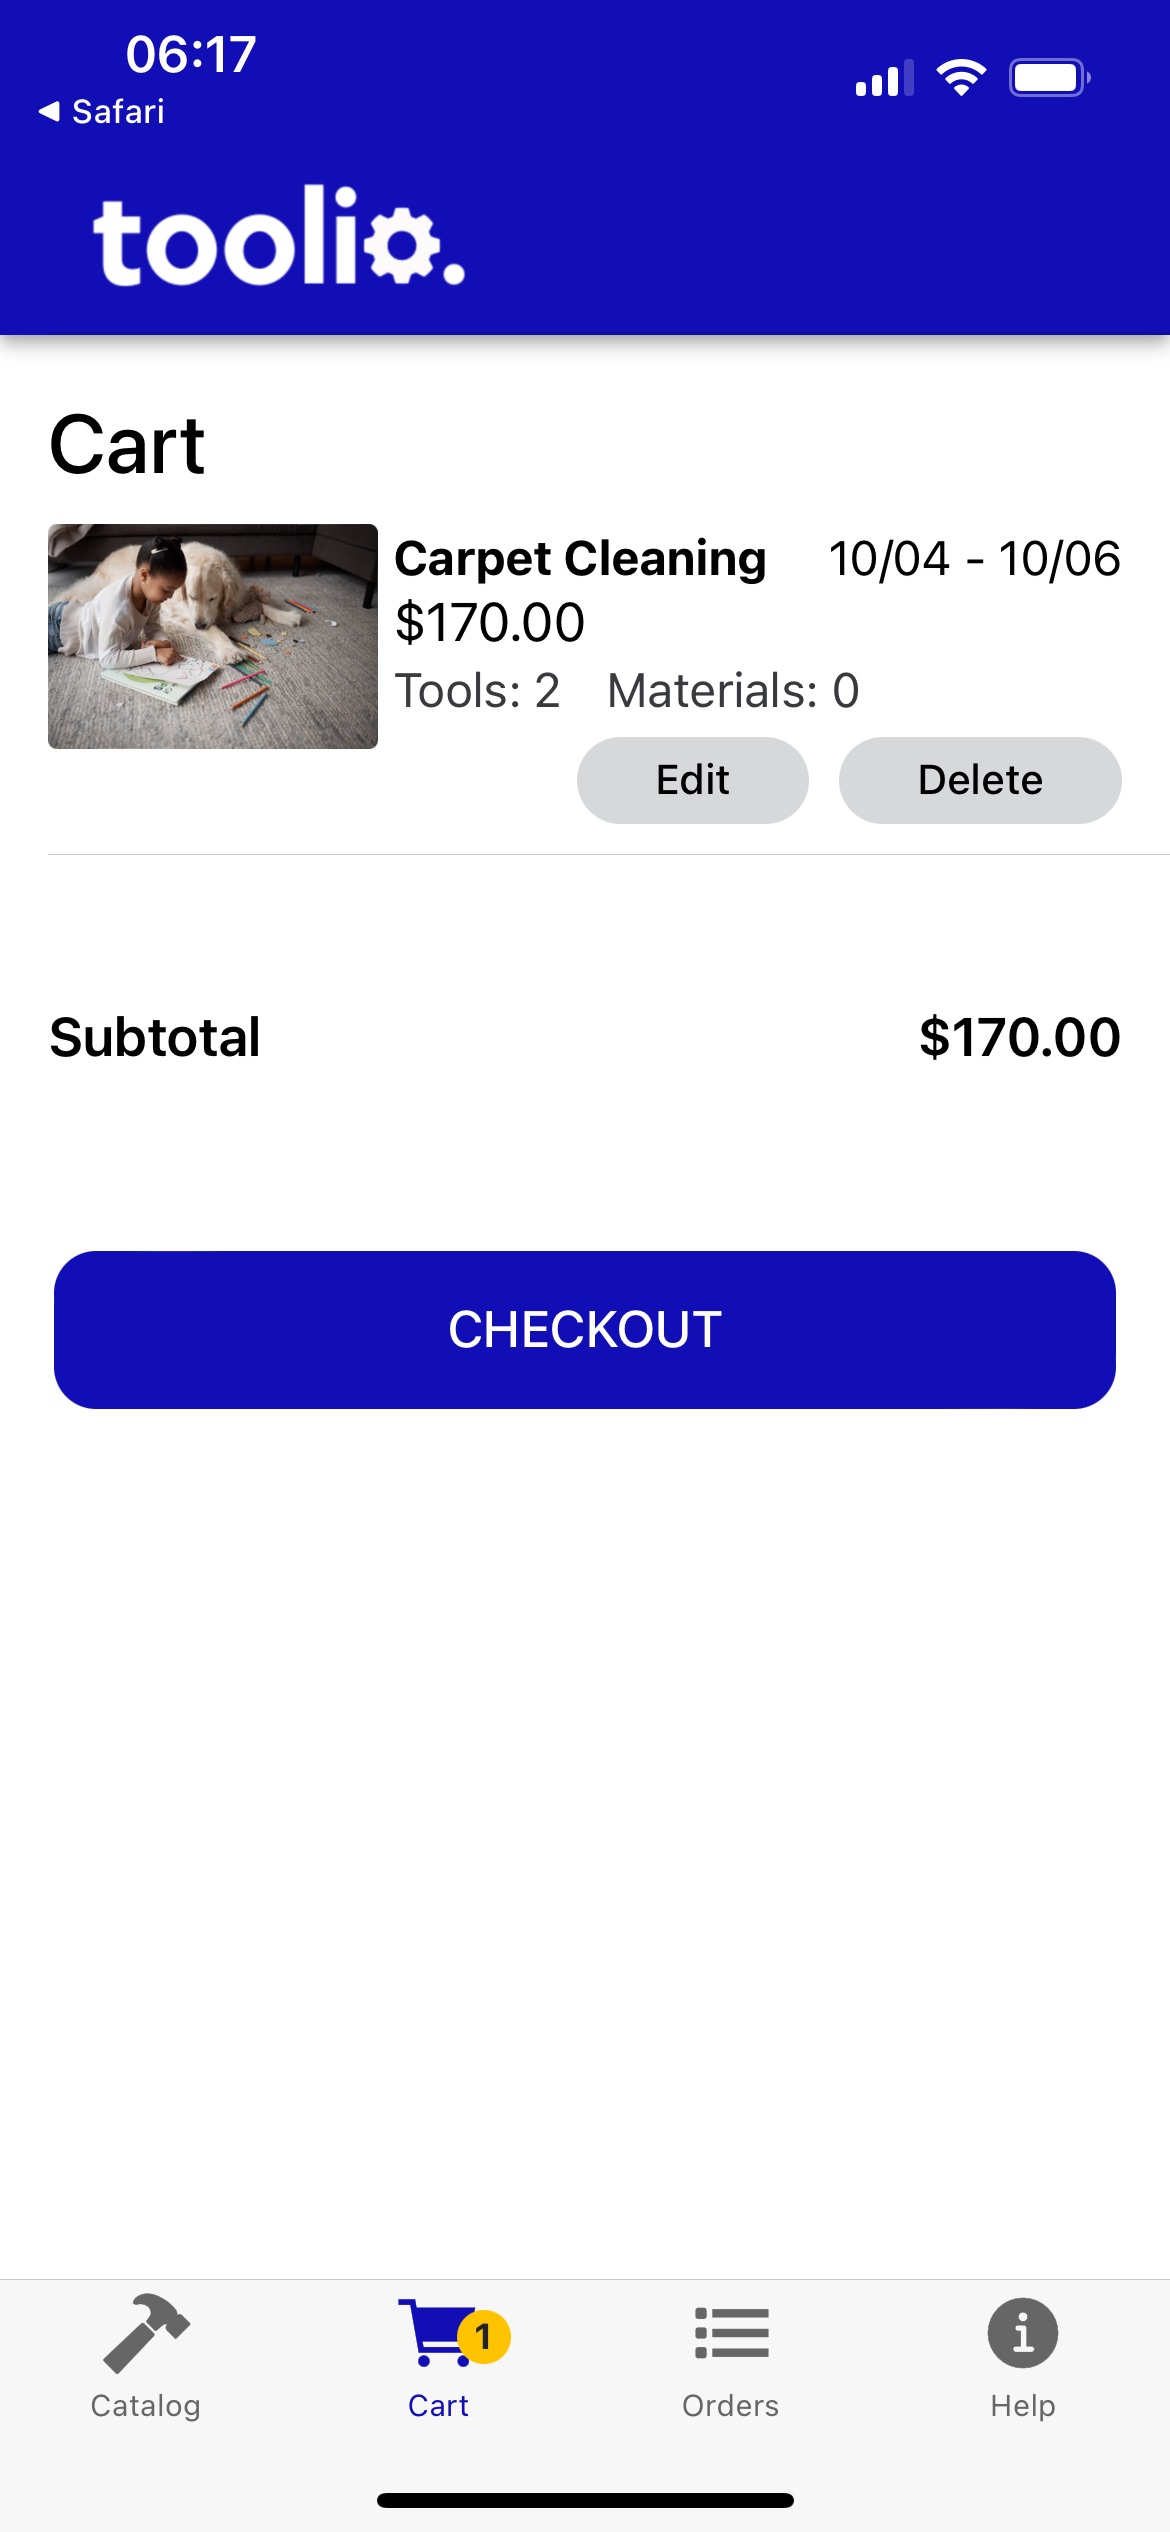 06:17
Safari
toolio.
Cart
Carpet Cleaning 10/04 - 10/06
$170.00
Tools: 2 Materials: 0
Edit Delete
Subtotal $170.00
CHECKOUT
1
Catalog Cart Orders Help